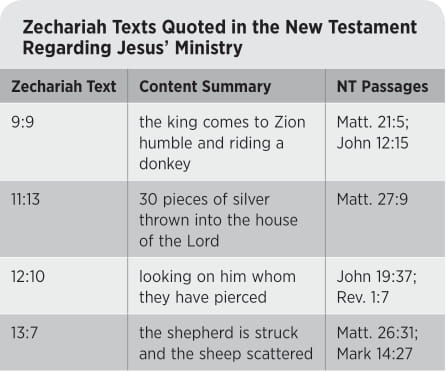 Zechariah Texts Quoted in the New Testament
Regarding Jesus’ Ministry
Zechariah Text Content Summary NT Passages
9:9 the king comes to Zion Matt. 21:5;
humble and riding a John 12:15
donkey
11:13 30 pieces of silver Matt. 27:9
thrown into the house
of the Lord
12:10 looking on him whom John 19:37;
they have pierced Rev. 1:7
13:7 the shepherd is struck Matt. 26:31;
and the sheep scattered Mark 14:27